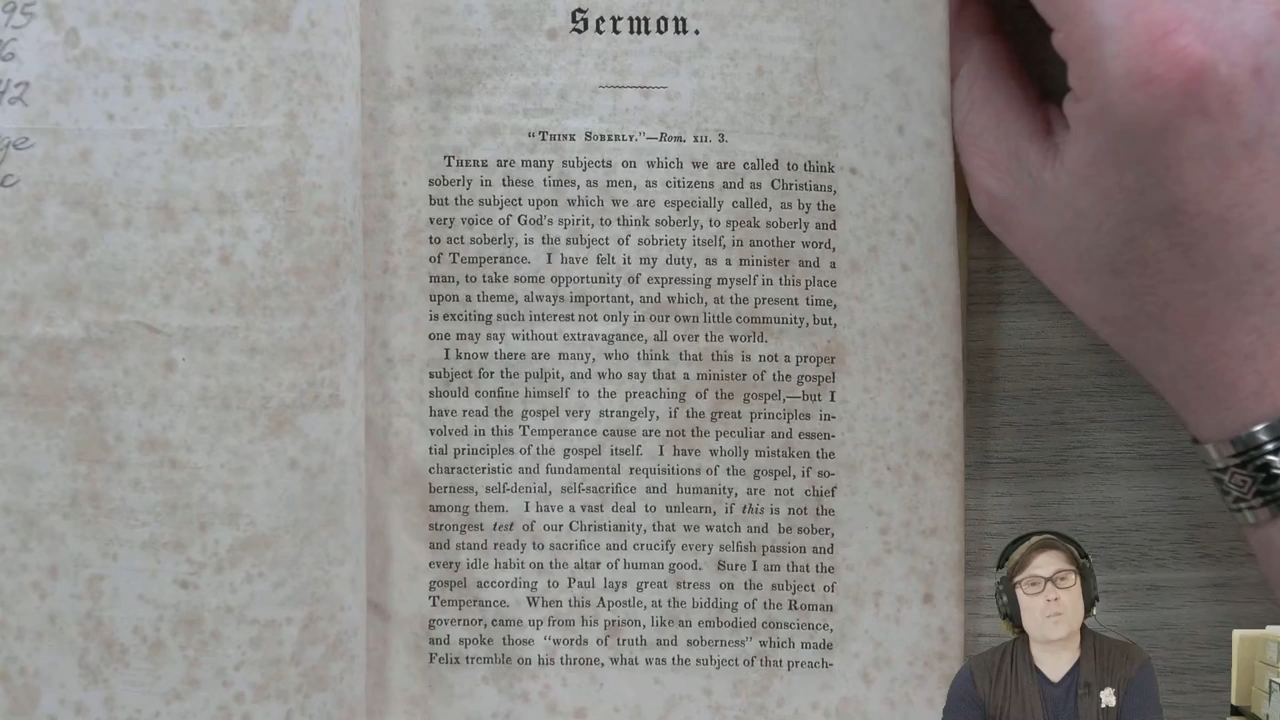 95
42
ge
c
Sermon.
“Think Soberly.”—Rom. xii. 3.
There are many subjects on which we are called to think
soberly in these times, as men, as citizens and as Christians,
but the subject upon which we are especially called, as by the
very voice of God’s spirit, to think soberly, to speak soberly and
to act soberly, is the subject of sobriety itself, in another word,
of Temperance. I have felt it my duty, as a minister and a
man, to take some opportunity of expressing myself in this place
upon a theme, always important, and which, at the present time,
is exciting such interest not only in our own little community, but,
one may say without extravagance, all over the world.
I know there are many, who think that this is not a proper
subject for the pulpit, and who say that a minister of the gospel
should confine himself to the preaching of the gospel,—but I
have read the gospel very strangely, if the great principles in-
volved in this Temperance cause are not the peculiar and essen-
tial principles of the gospel itself. I have wholly mistaken the
characteristic and fundamental requisitions of the gospel, if so-
berness, self-denial, self-sacrifice and humanity, are not chief
among them. I have a vast deal to unlearn, if this is not the
strongest test of our Christianity, that we watch and be sober,
and stand ready to sacrifice and crucify every selfish passion and
every idle habit on the altar of human good. Sure I am that the
gospel according to Paul lays great stress on the subject of
Temperance. When this Apostle, at the bidding of the Roman
governor, came up from his prison, like an embodied conscience,
and spoke those “words of truth and soberness” which made
Felix tremble on his throne, what was the subject of that preach-